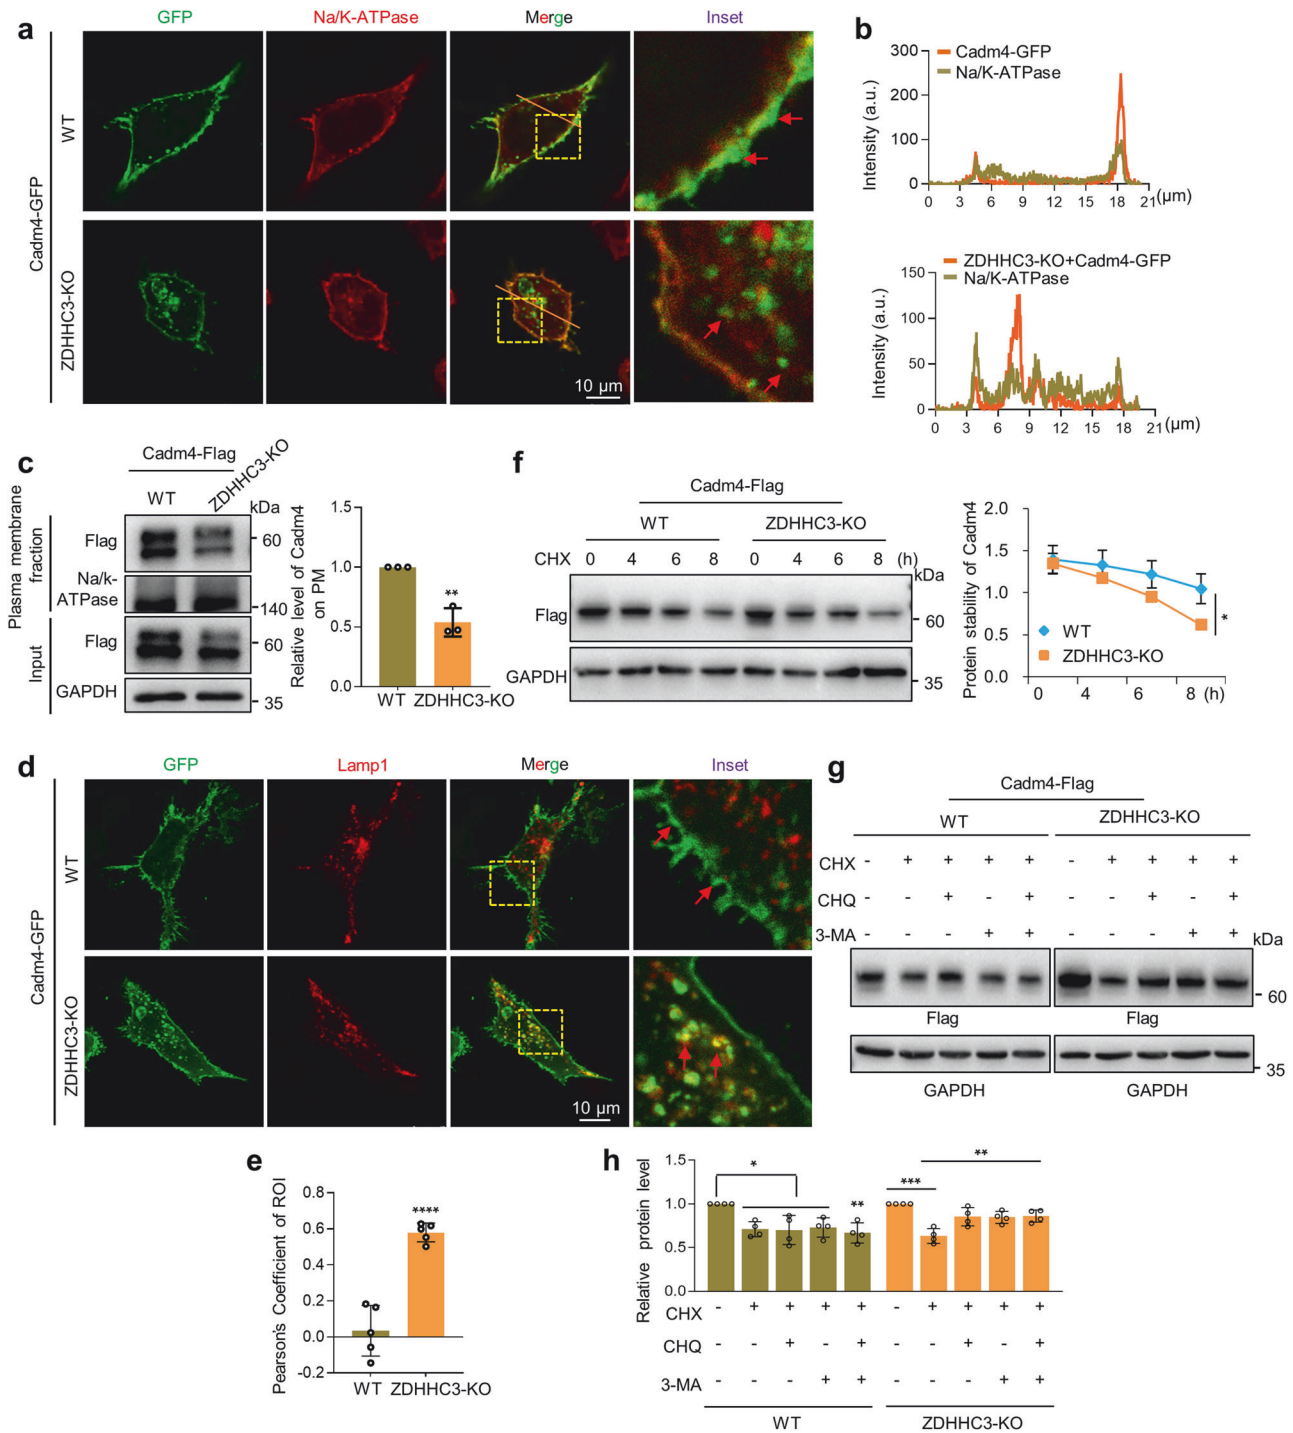 a
GFP
Na/K-ATPase
Merge
Inset
Cadm4-GFP
WT
ZDHHC3-KO
10 µm
b
300
200
100
0
Intensity (a.u.)
Cadm4-GFP
Na/K-ATPase
0 3 6 9 12 15 18 21 (µm)
150
100
50
0
Intensity (a.u.)
ZDHHC3-KO+Cadm4-GFP
Na/K-ATPase
0 3 6 9 12 15 18 21 (µm)
c
Cadm4-Flag
WT
ZDHHC3-KO
kDa
Plasma membrane
fraction
Flag
60
Na/k-
ATPase
140
Input
Flag
60
GAPDH
35
Relative level of Cadm4
on PM
1.5
1.0
0.5
0.0
**
WT ZDHHC3-KO
f
Cadm4-Flag
WT
ZDHHC3-KO
CHX 0 4 6 8 0 4 6 8 (h)
kDa
Flag
60
GAPDH
35
Protein stability of Cadm4
2.0
1.5
1.0
0.5
0.0
WT
ZDHHC3-KO
*
0 4 6 8 (h)
d
GFP
Lamp1
Merge
Inset
Cadm4-GFP
WT
ZDHHC3-KO
10 µm
g
Cadm4-Flag
WT
ZDHHC3-KO
CHX - + + + + - + + + +
CHQ - - + - + - - + - +
3-MA - - - + + - - - + +
kDa
60
Flag Flag
35
GAPDH GAPDH
e
Pearson's Coefficient of ROI
0.8
0.6
0.4
0.2
0.0
-0.2
****
WT ZDHHC3-KO
h
Relative protein level
1.5
1.0
0.5
0.0
*
**
***
**
CHX - + + + + - + + + +
CHQ - - + - + - - + - +
3-MA - - - + + - - - + +
WT
ZDHHC3-KO